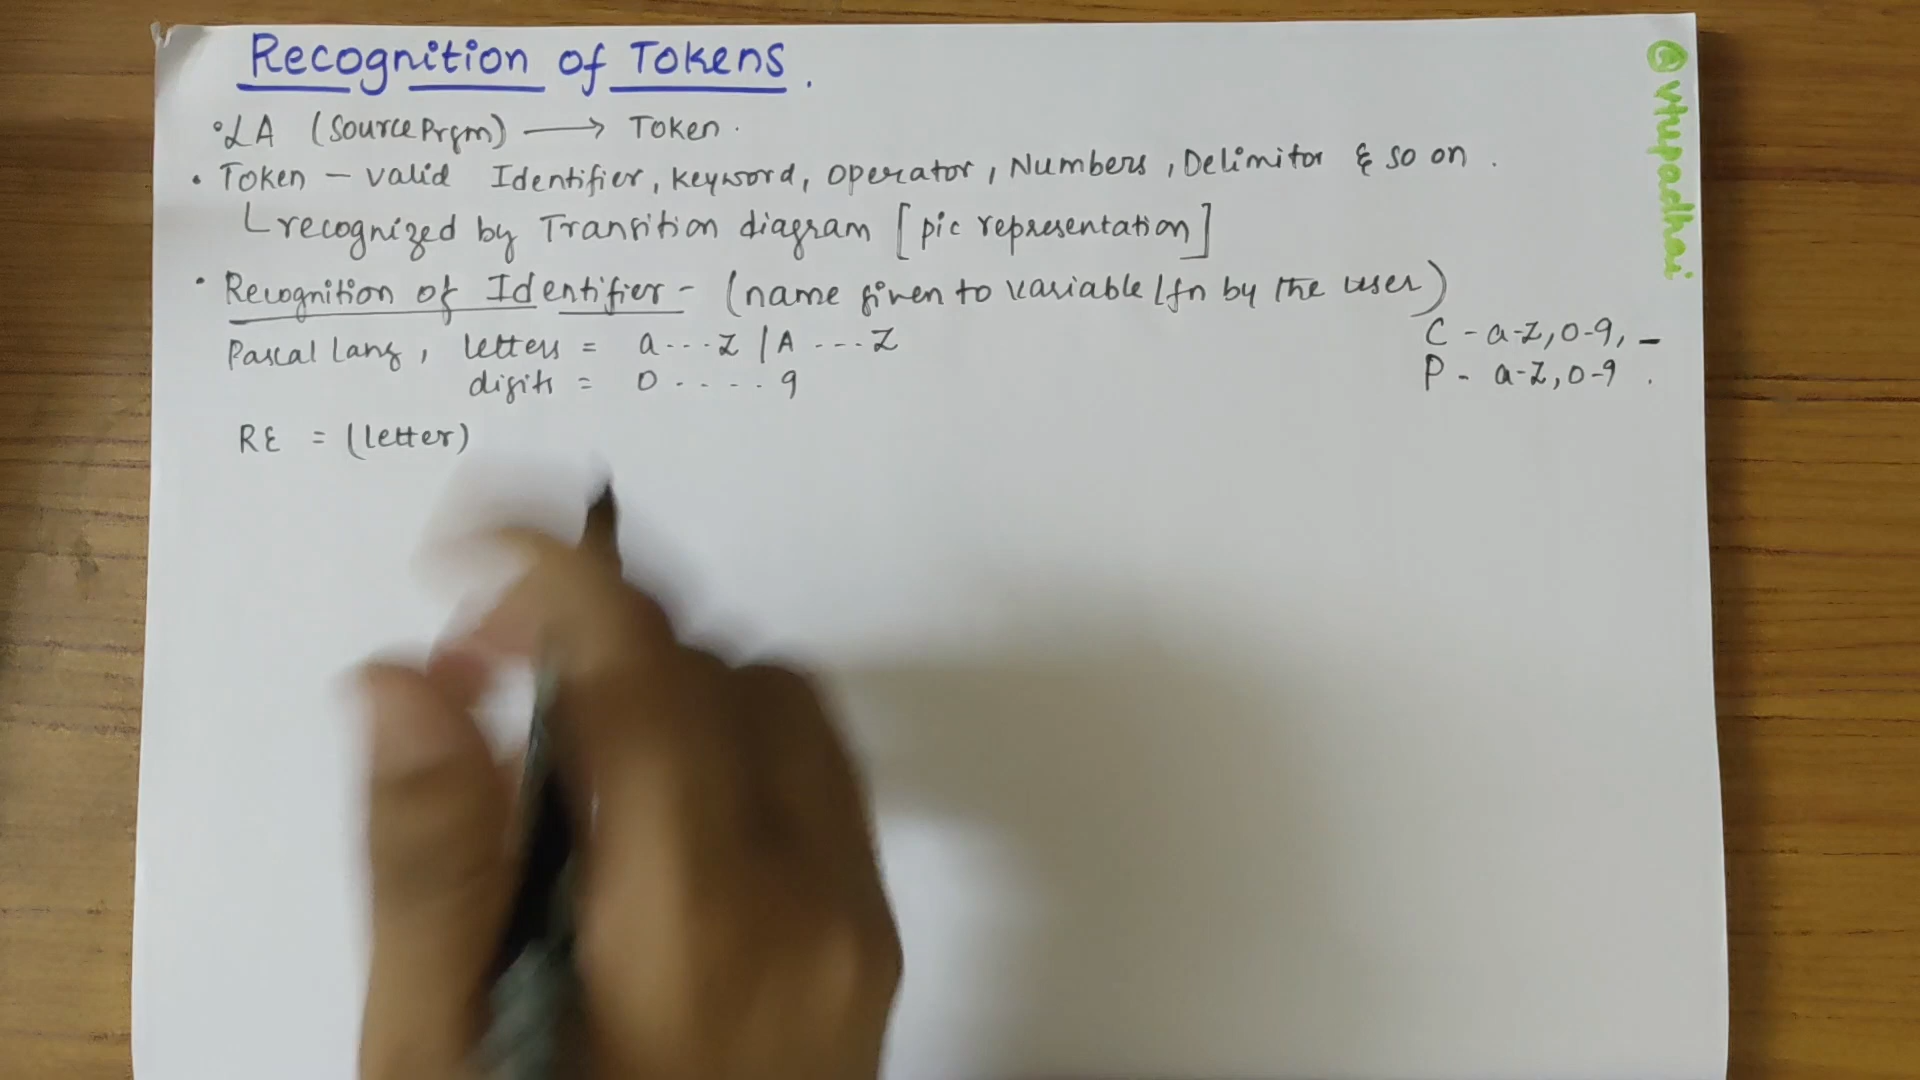 Recognition of Tokens.
• LA (Source Prgm) ⟶ Token.
• Token – valid Identifier, keyword, operator, Numbers, Delimitor & so on.
recognized by Transition diagram [pic representation]
• Recognition of Identifier - (name given to variable/fn by the user)
Pascal lang, letters = a...z | A...Z
digits = 0.....9
C - a-z, 0-9, _
P - a-z, 0-9.
RE = (letter)
@vtupadhai